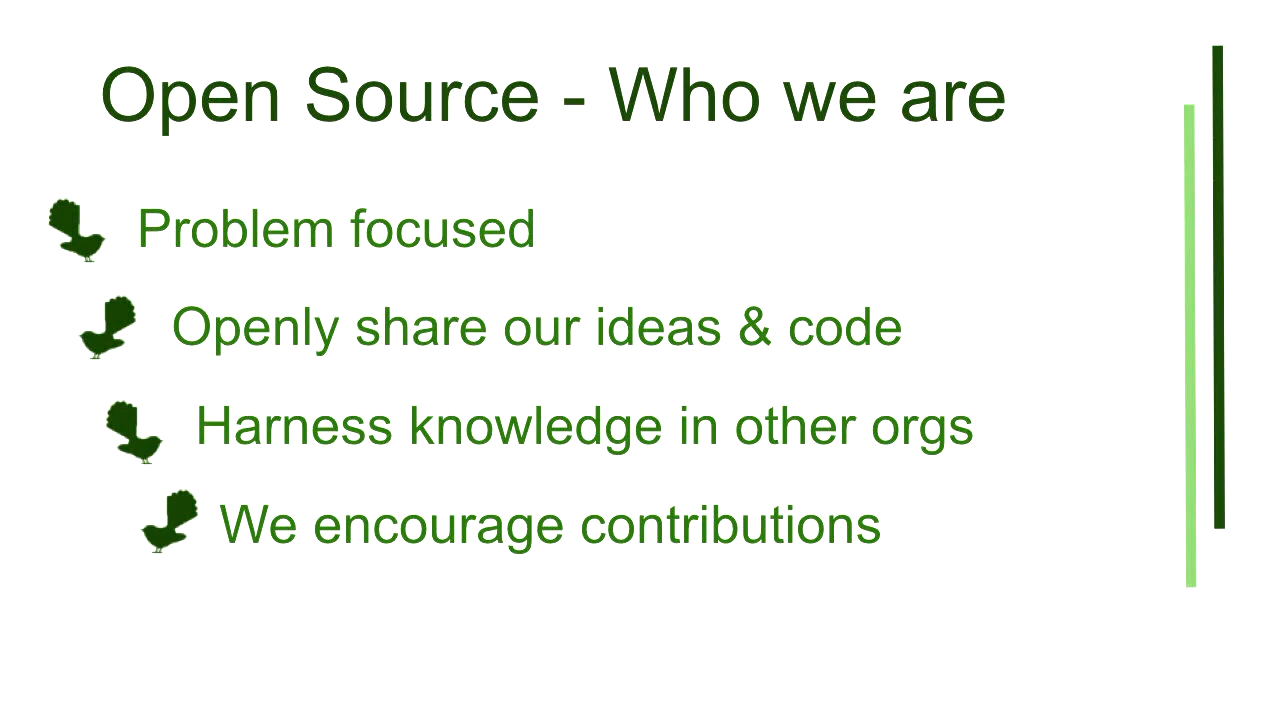 Open Source - Who we are
Problem focused
Openly share our ideas & code
Harness knowledge in other orgs
We encourage contributions